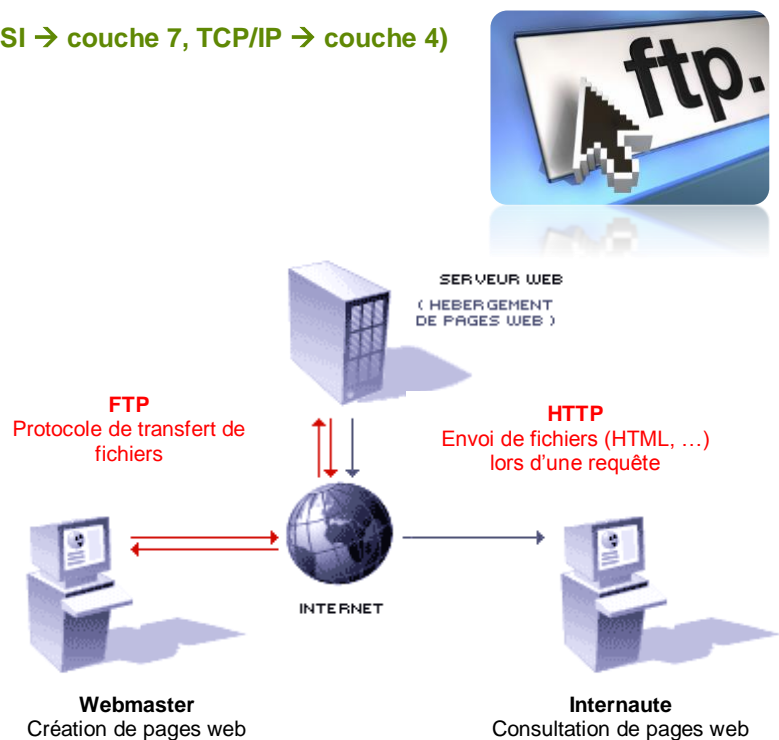 SI → couche 7, TCP/IP → couche 4)
ftp.
SERVEUR WEB
( HEBERGEMENT
DE PAGES WEB )
FTP
Protocole de transfert de
fichiers
HTTP
Envoi de fichiers (HTML, …)
lors d’une requête
INTERNET
Webmaster
Création de pages web
Internaute
Consultation de pages web